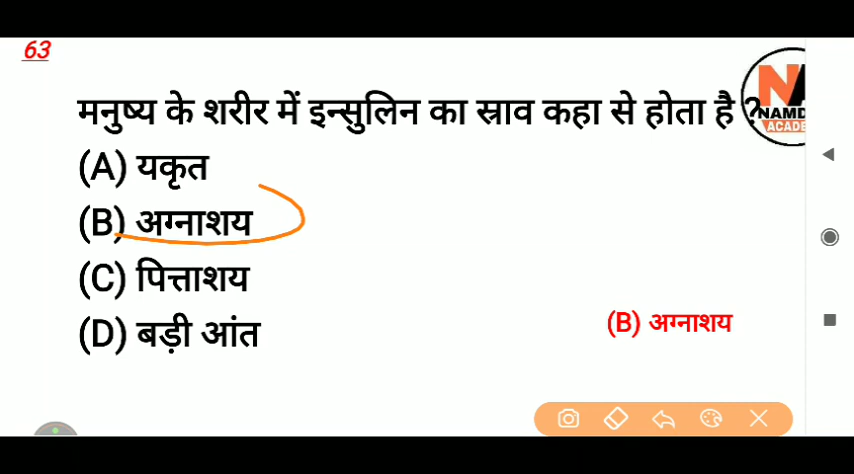 63
मनुष्य के शरीर में इन्सुलिन का स्राव कहा से होता है ?
(A) यकृत
(B) अग्नाशय
(C) पित्ताशय
(D) बड़ी आंत
(B) अग्नाशय